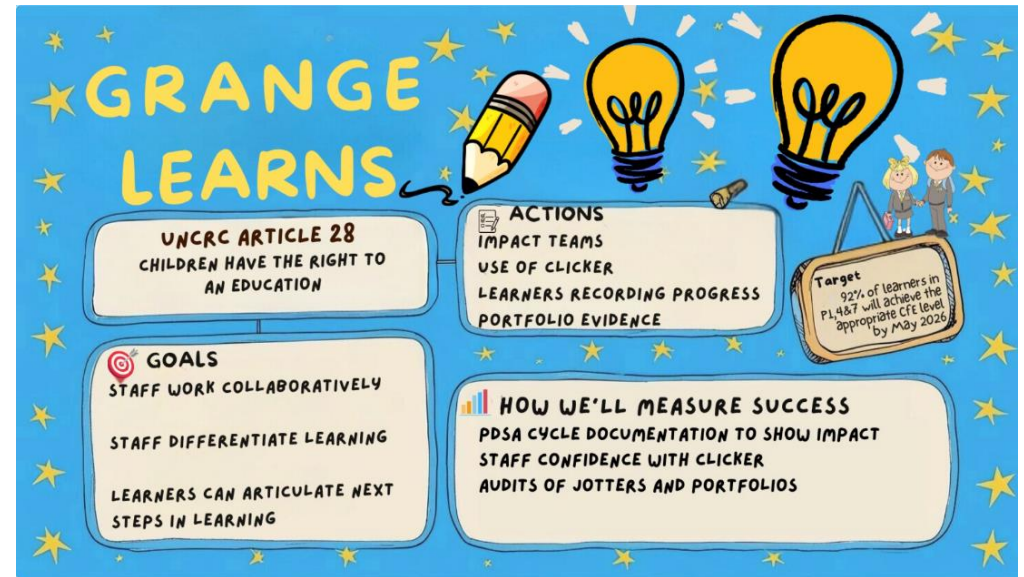 GRANGE
LEARNS
UNCRC ARTICLE 28
CHILDREN HAVE THE RIGHT TO
AN EDUCATION
ACTIONS
IMPACT TEAMS
USE OF CLICKER
LEARNERS RECORDING PROGRESS
PORTFOLIO EVIDENCE
Target
92% of learners in
P1,4&7 will achieve the
appropriate CfE level
by May 2026
GOALS
STAFF WORK COLLABORATIVELY
STAFF DIFFERENTIATE LEARNING
LEARNERS CAN ARTICULATE NEXT
STEPS IN LEARNING
HOW WE'LL MEASURE SUCCESS
PDSA CYCLE DOCUMENTATION TO SHOW IMPACT
STAFF CONFIDENCE WITH CLICKER
AUDITS OF JOTTERS AND PORTFOLIOS